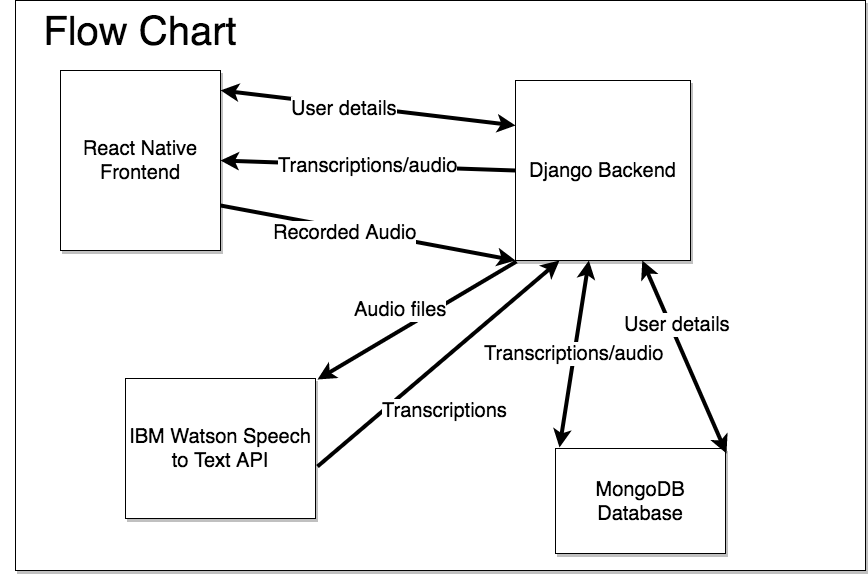 Flow Chart
React Native
Frontend
User details
Transcriptions/audio
Recorded Audio
Django Backend
Audio files
Transcriptions
Transcriptions/audio
User details
IBM Watson Speech
to Text API
MongoDB
Database